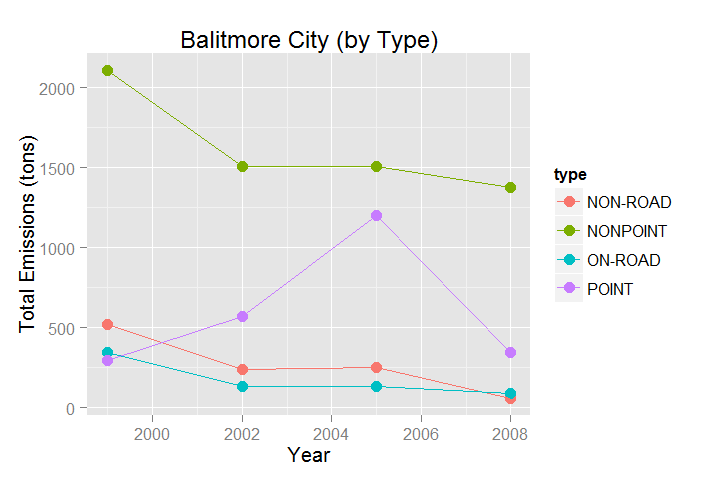 Balitmore City (by Type)
Total Emissions (tons)
2000
1500
1000
500
0
2000
2002
2004
2006
2008
Year
type
NON-ROAD
NONPOINT
ON-ROAD
POINT